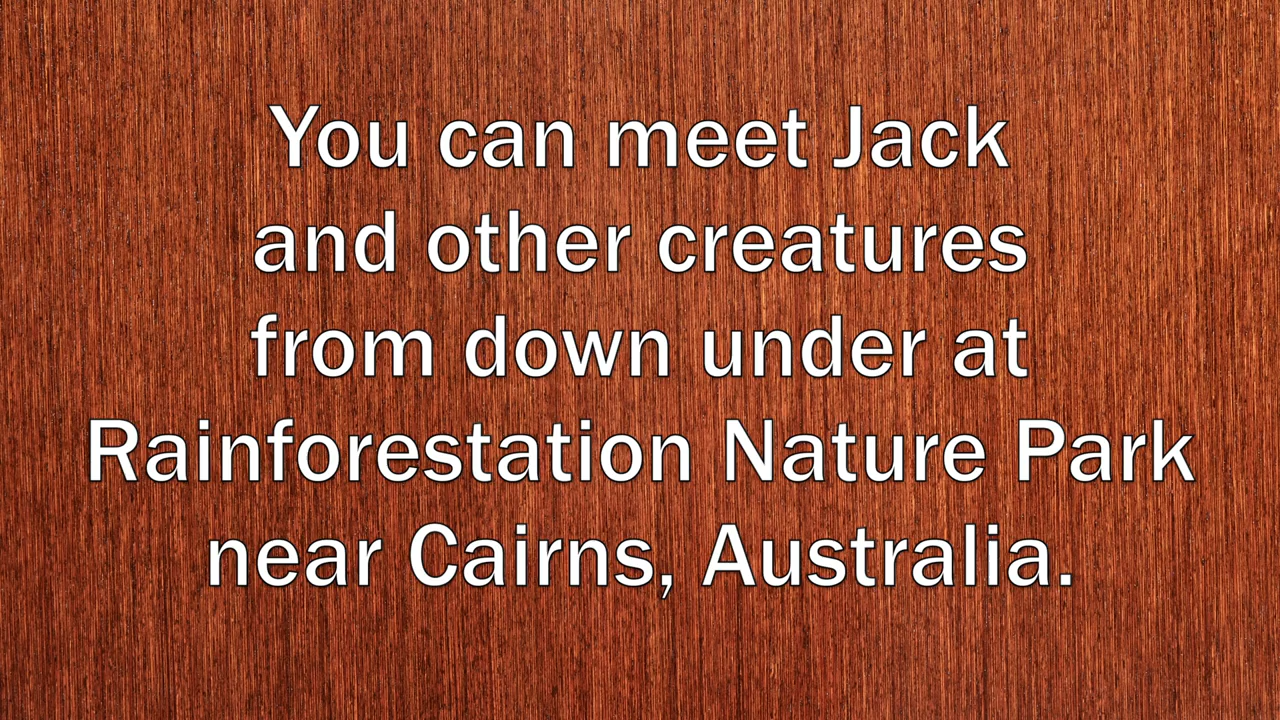 You can meet Jack
and other creatures
from down under at
Rainforestation Nature Park
near Cairns, Australia.